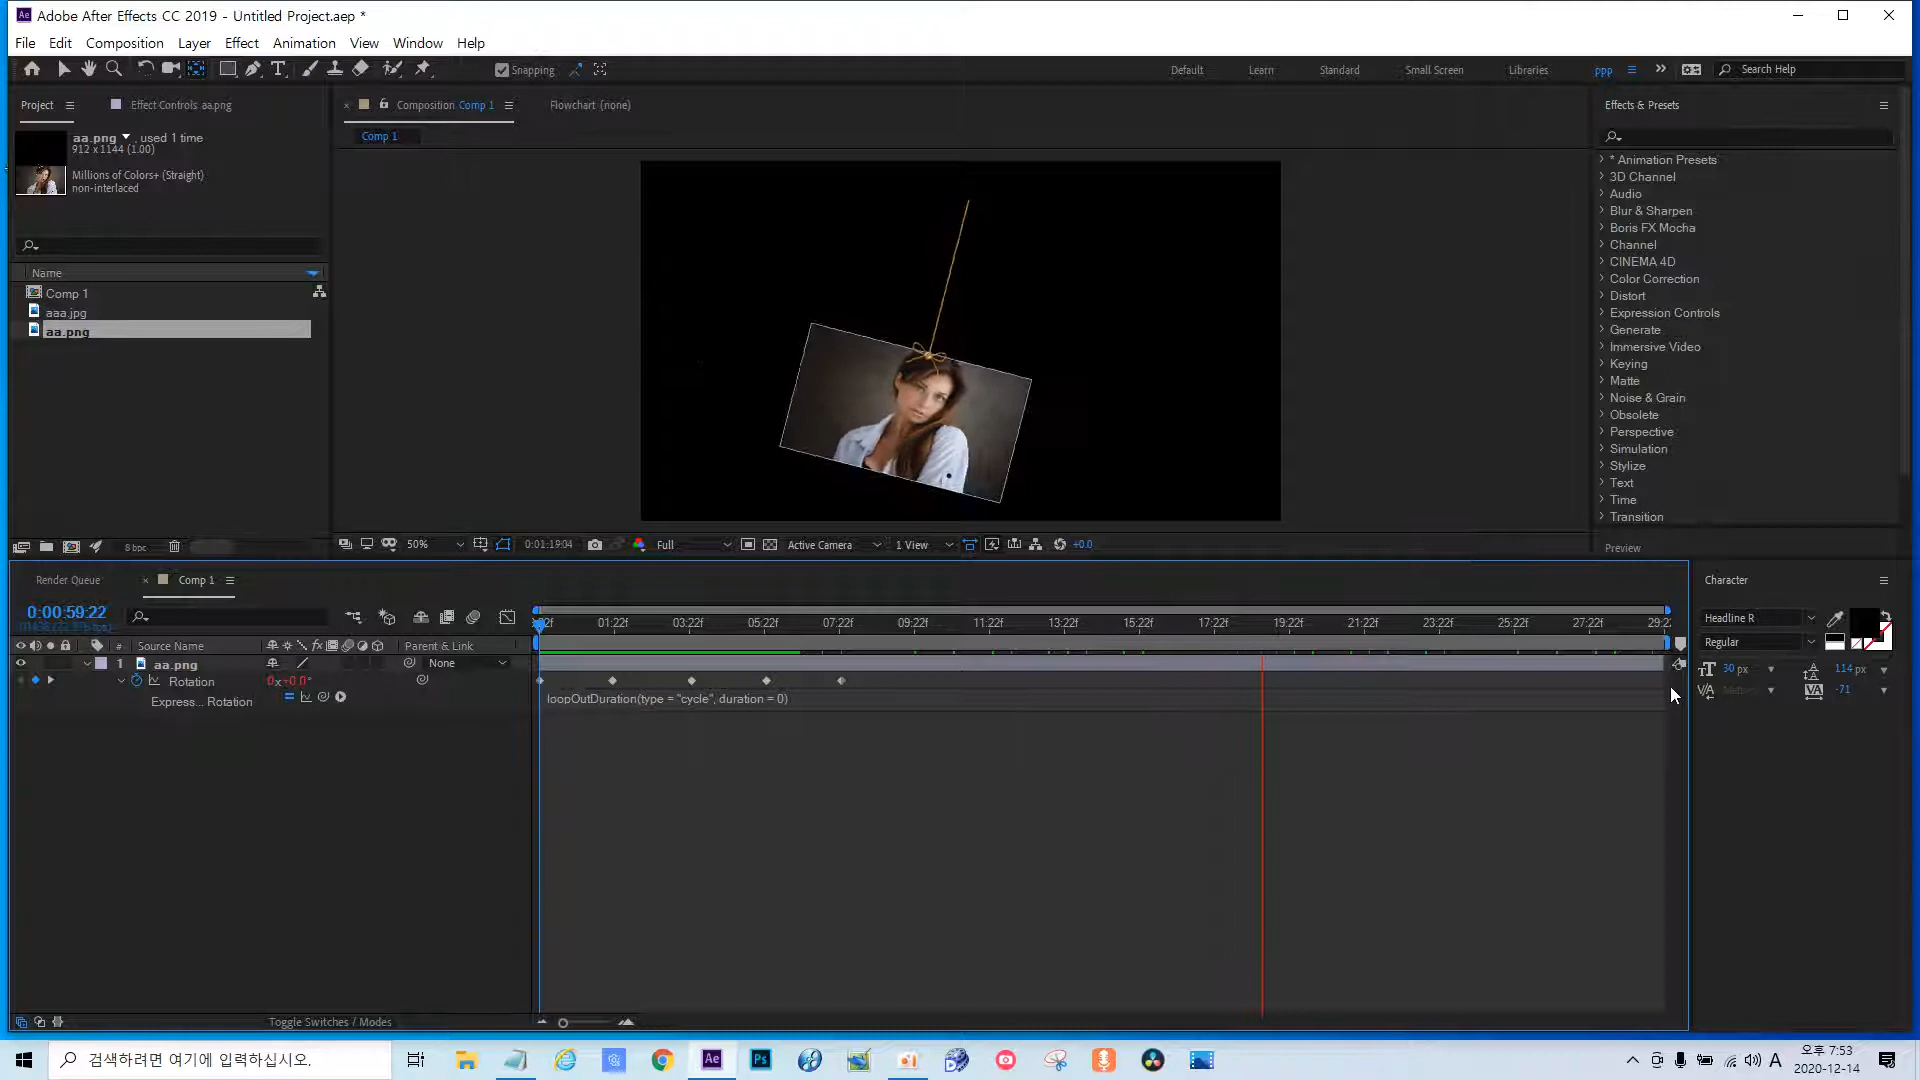 Adobe After Effects CC 2019 - Untitled Project.aep *
File Edit Composition Layer Effect Animation View Window Help
Snapping
Default Learn Standard Small Screen Libraries ppp Search Help
Project Effect Controls aa.png
Composition Comp 1 Flowchart (none)
Comp 1
aa.png , used 1 time
912 x 1144 (1.00)
Millions of Colors+ (Straight)
non-interlaced
Name
Comp 1
aaa.jpg
aa.png
8 bpc
50% 0:01:19:04 Full Active Camera 1 View +0.0
Effects & Presets
* Animation Presets
3D Channel
Audio
Blur & Sharpen
Boris FX Mocha
Channel
CINEMA 4D
Color Correction
Distort
Expression Controls
Generate
Immersive Video
Keying
Matte
Noise & Grain
Obsolete
Perspective
Simulation
Stylize
Text
Time
Transition
Preview
Render Queue Comp 1
0:00:59:22
:22f 01:22f 03:22f 05:22f 07:22f 09:22f 11:22f 13:22f 15:22f 17:22f 19:22f 21:22f 23:22f 25:22f 27:22f 29:22
# Source Name Parent & Link
1 aa.png None
Rotation 0x+0.0°
Express... Rotation
loopOutDuration(type = "cycle", duration = 0)
Toggle Switches / Modes
Character
Headline R
Regular
30 px 114 px
-71
검색하려면 여기에 입력하십시오.
A
오후 7:53
2020-12-14